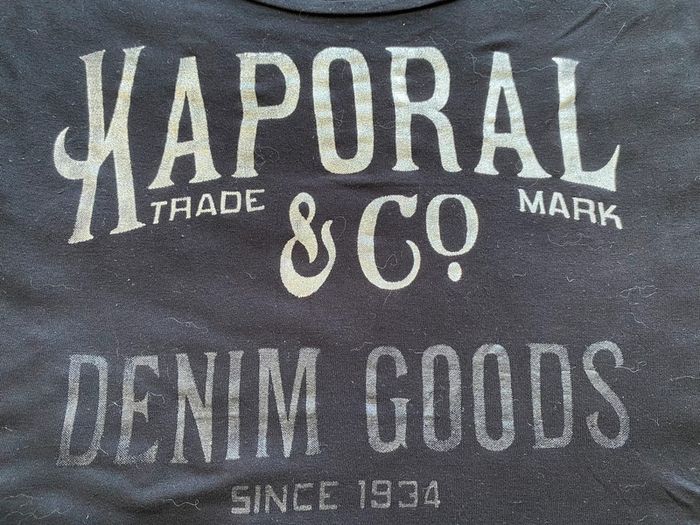 KAPORAL
TRADE & Co MARK
DENIM GOODS
SINCE 1934